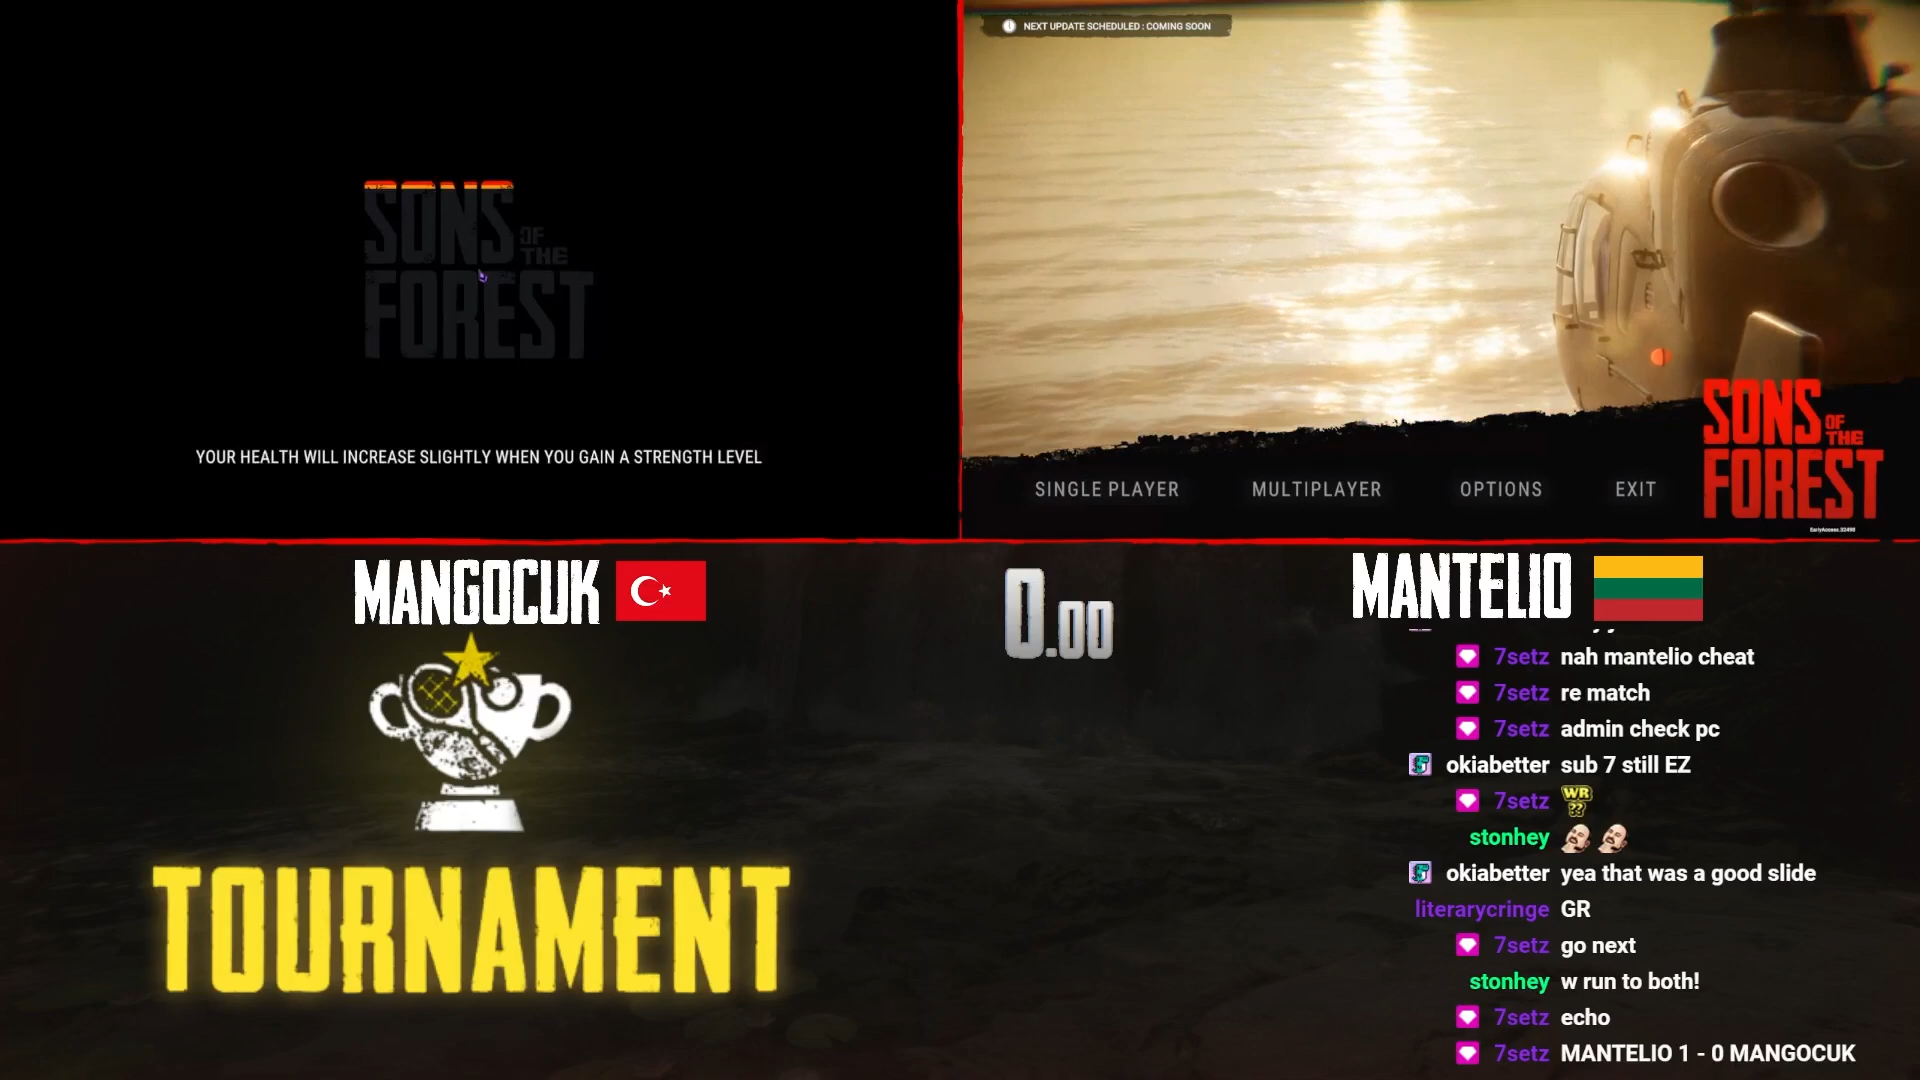 SONS OF THE FOREST
YOUR HEALTH WILL INCREASE SLIGHTLY WHEN YOU GAIN A STRENGTH LEVEL
NEXT UPDATE SCHEDULED : COMING SOON
SINGLE PLAYER
MULTIPLAYER
OPTIONS
EXIT
SONS OF THE FOREST
MANGOCUK
0.00
MANTELIO
TOURNAMENT
7setz nah mantelio cheat
7setz re match
7setz admin check pc
okiabetter sub 7 still EZ
7setz WR ??
stonhey
okiabetter yea that was a good slide
literarycringe GR
7setz go next
stonhey w run to both!
7setz echo
7setz MANTELIO 1 - 0 MANGOCUK